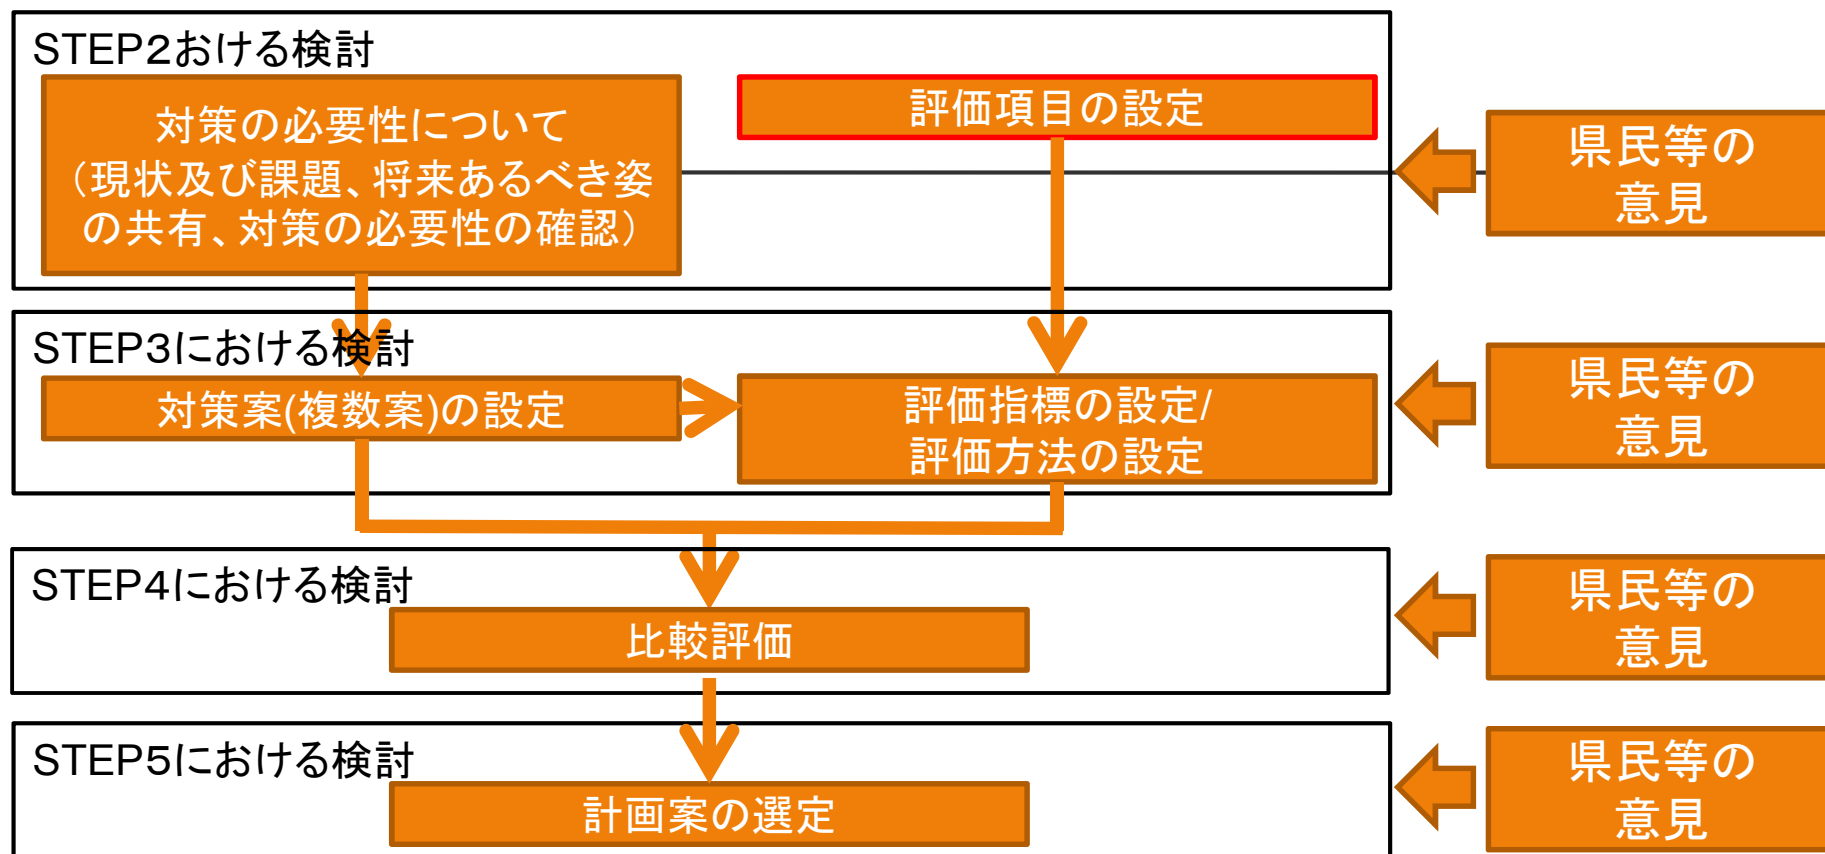 STEP２おける検討
対策の必要性について
（現状及び課題、将来あるべき姿
の共有、対策の必要性の確認）
評価項目の設定
県民等の
意見
STEP３における検討
対策案(複数案)の設定
評価指標の設定/
評価方法の設定
県民等の
意見
STEP４における検討
比較評価
県民等の
意見
STEP５における検討
計画案の選定
県民等の
意見